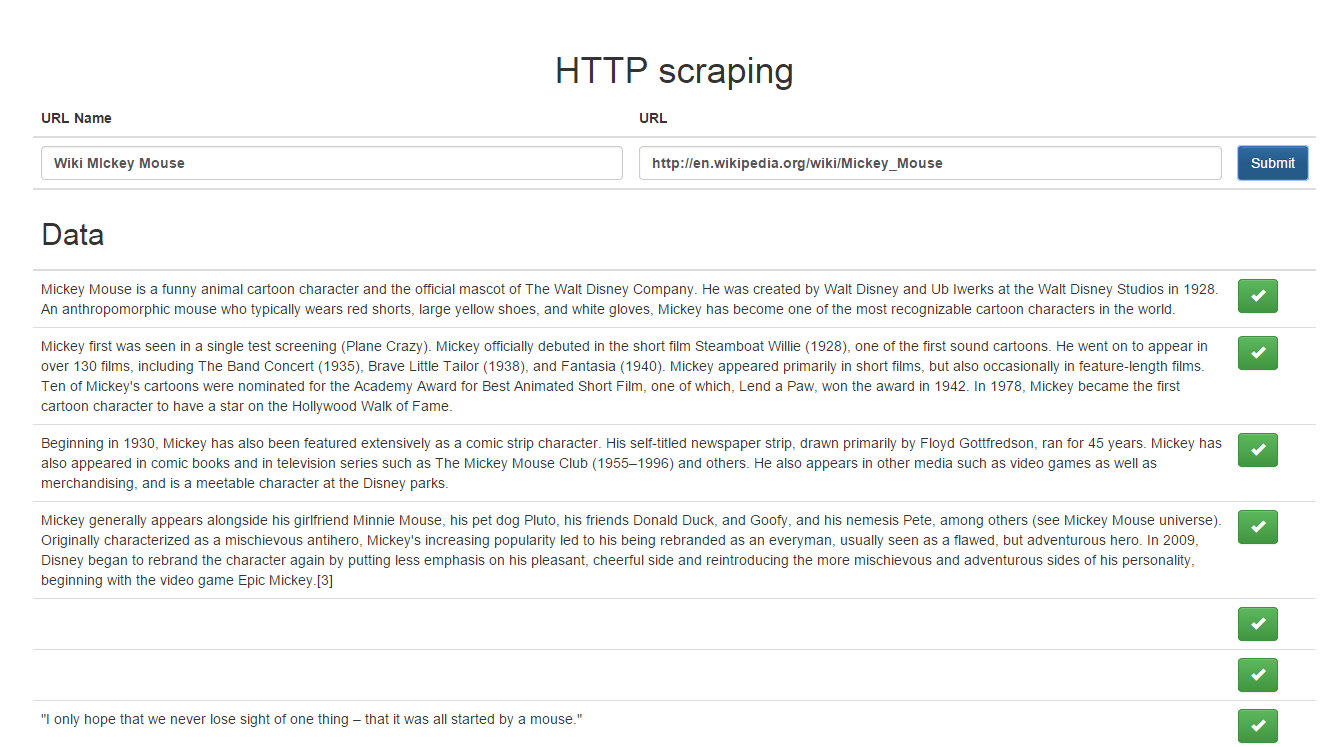 HTTP scraping
URL Name URL
Wiki MIckey Mouse http://en.wikipedia.org/wiki/Mickey_Mouse Submit
Data
Mickey Mouse is a funny animal cartoon character and the official mascot of The Walt Disney Company. He was created by Walt Disney and Ub Iwerks at the Walt Disney Studios in 1928.
An anthropomorphic mouse who typically wears red shorts, large yellow shoes, and white gloves, Mickey has become one of the most recognizable cartoon characters in the world.
Mickey first was seen in a single test screening (Plane Crazy). Mickey officially debuted in the short film Steamboat Willie (1928), one of the first sound cartoons. He went on to appear in
over 130 films, including The Band Concert (1935), Brave Little Tailor (1938), and Fantasia (1940). Mickey appeared primarily in short films, but also occasionally in feature-length films.
Ten of Mickey's cartoons were nominated for the Academy Award for Best Animated Short Film, one of which, Lend a Paw, won the award in 1942. In 1978, Mickey became the first
cartoon character to have a star on the Hollywood Walk of Fame.
Beginning in 1930, Mickey has also been featured extensively as a comic strip character. His self-titled newspaper strip, drawn primarily by Floyd Gottfredson, ran for 45 years. Mickey has
also appeared in comic books and in television series such as The Mickey Mouse Club (1955–1996) and others. He also appears in other media such as video games as well as
merchandising, and is a meetable character at the Disney parks.
Mickey generally appears alongside his girlfriend Minnie Mouse, his pet dog Pluto, his friends Donald Duck, and Goofy, and his nemesis Pete, among others (see Mickey Mouse universe).
Originally characterized as a mischievous antihero, Mickey's increasing popularity led to his being rebranded as an everyman, usually seen as a flawed, but adventurous hero. In 2009,
Disney began to rebrand the character again by putting less emphasis on his pleasant, cheerful side and reintroducing the more mischievous and adventurous sides of his personality,
beginning with the video game Epic Mickey.[3]
"I only hope that we never lose sight of one thing – that it was all started by a mouse."